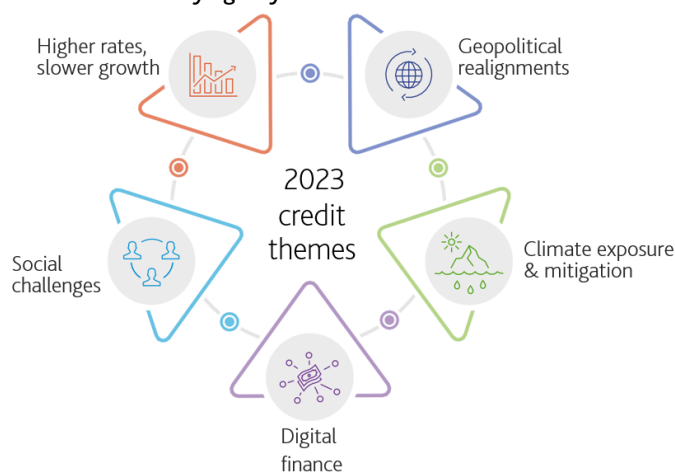 Higher rates,
slower growth
Geopolitical
realignments
2023
credit
themes
Climate exposure
& mitigation
Social
challenges
Digital
finance